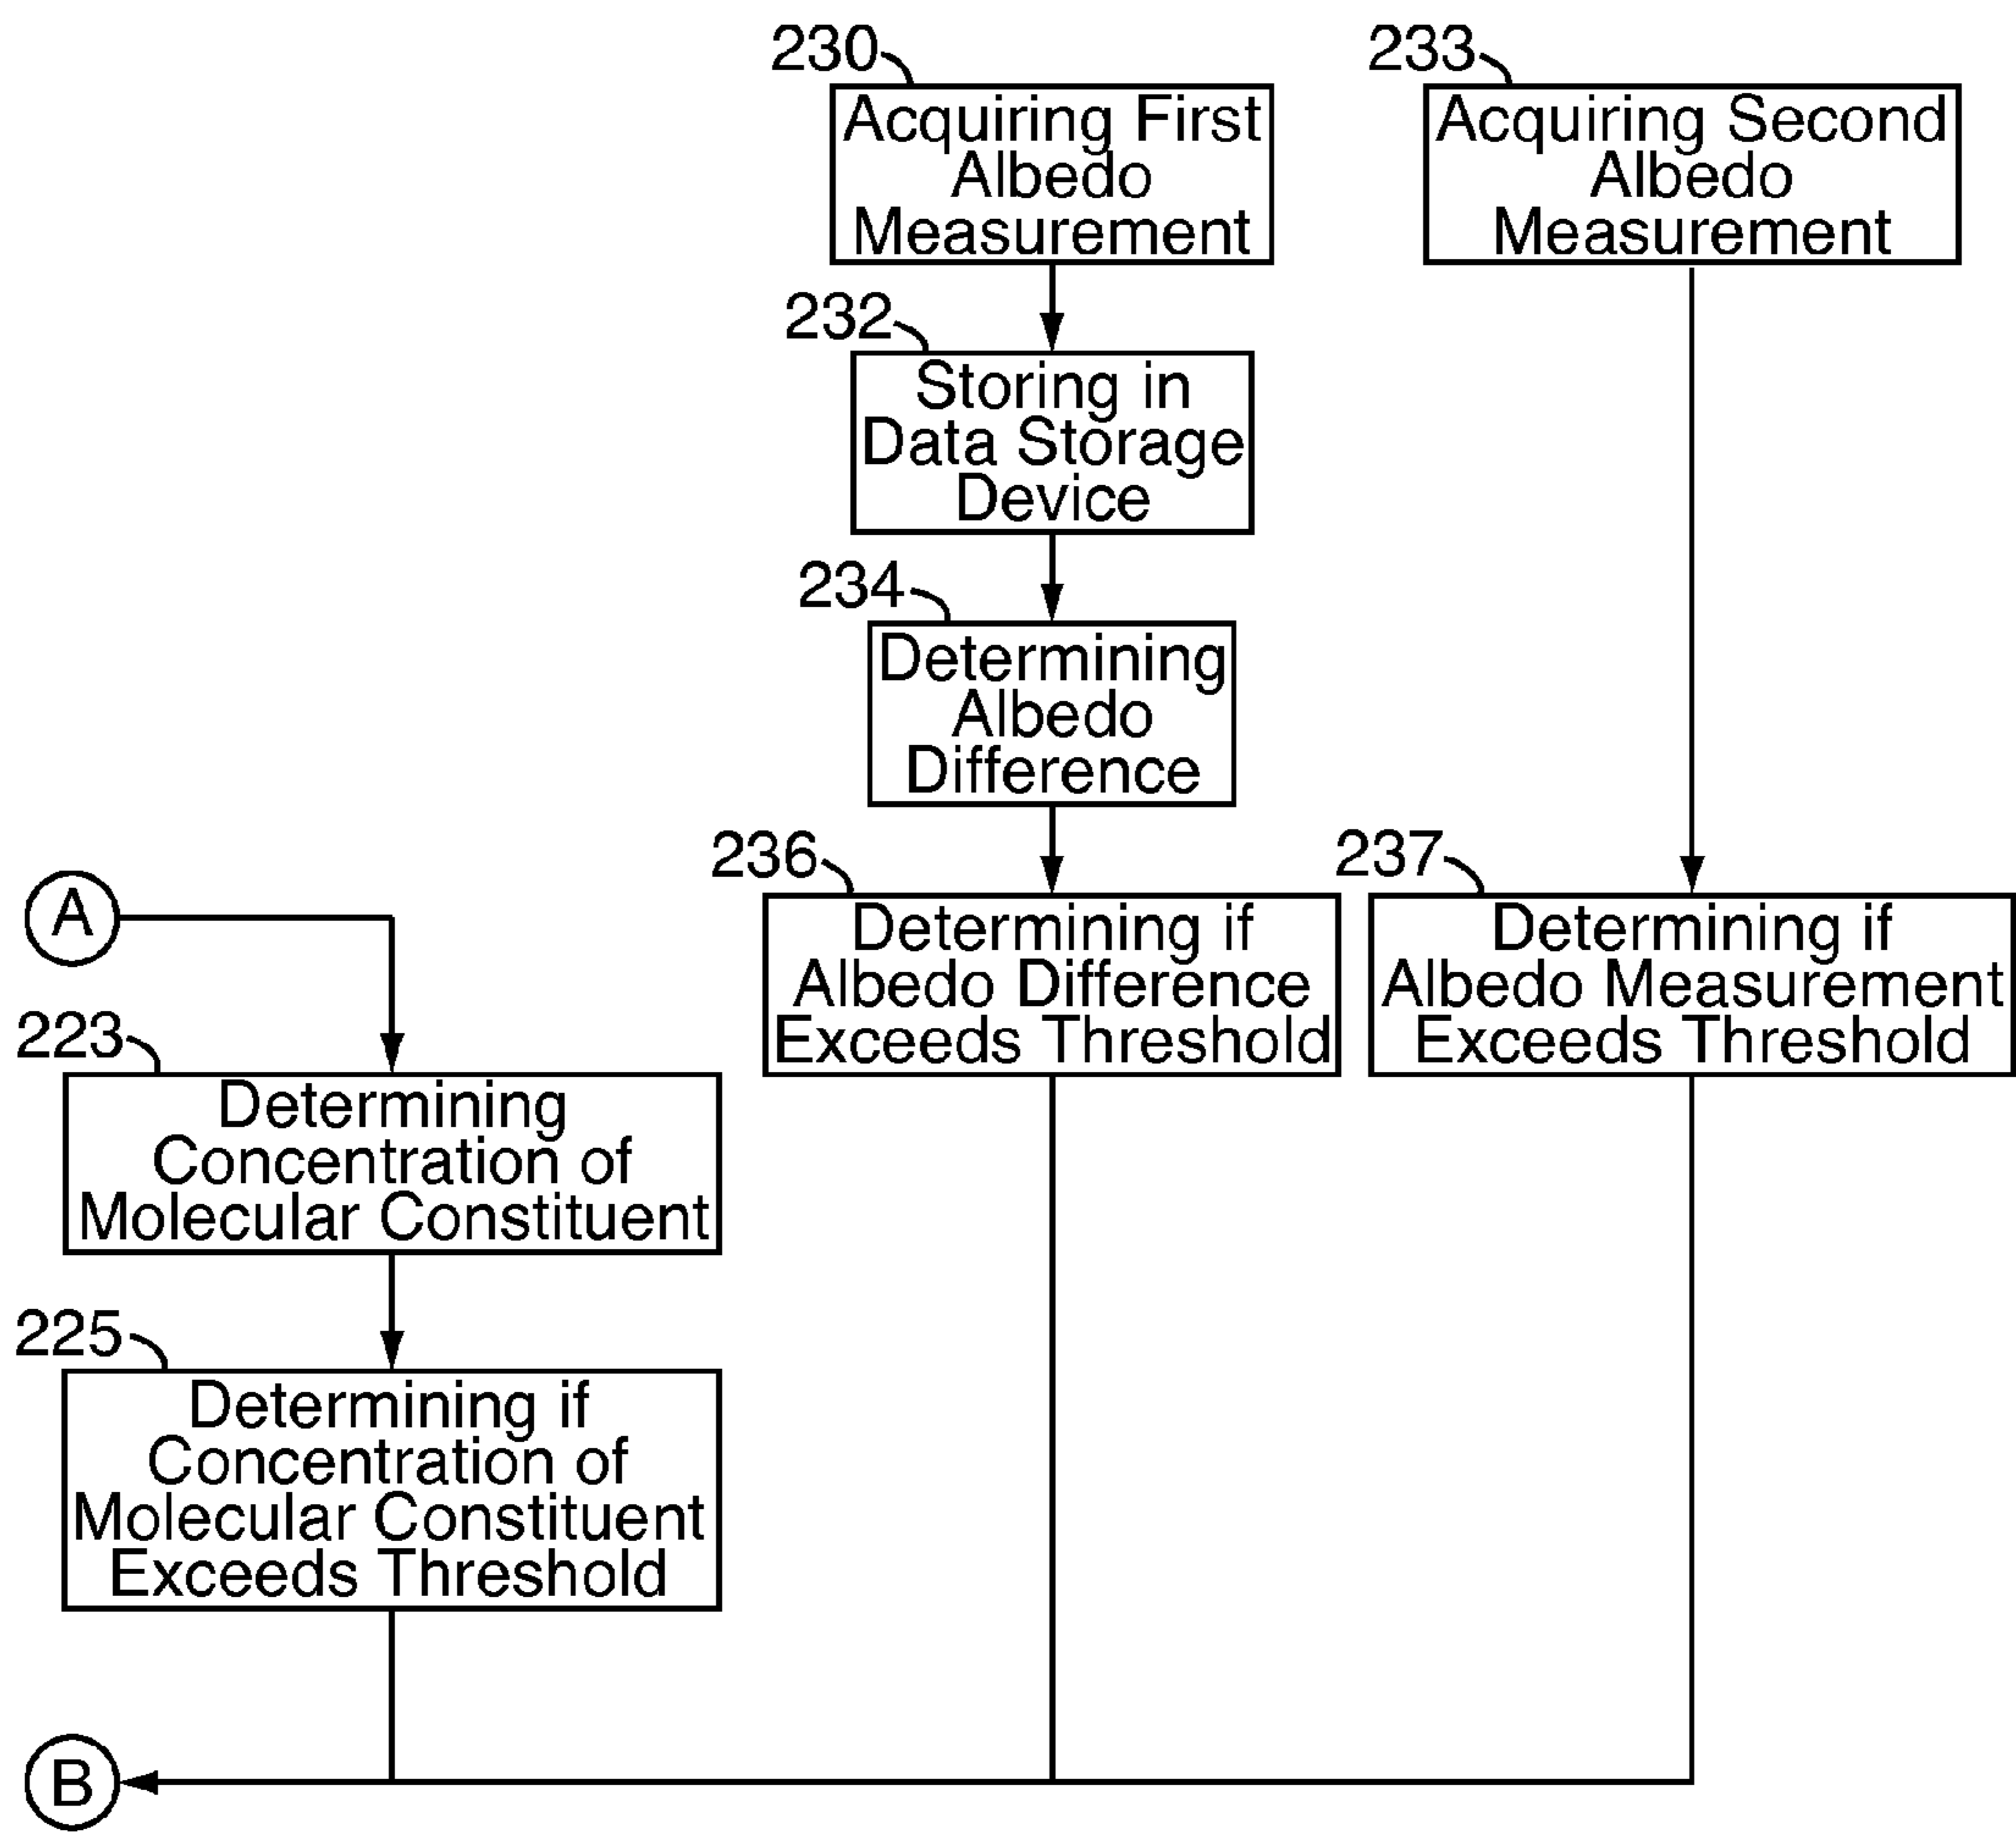 230
Acquiring First
Albedo
Measurement
233
Acquiring Second
Albedo
Measurement
232
Storing in
Data Storage
Device
234
Determining
Albedo
Difference
236
Determining if
Albedo Difference
Exceeds Threshold
237
Determining if
Albedo Measurement
Exceeds Threshold
A
223
Determining
Concentration of
Molecular Constituent
225
Determining if
Concentration of
Molecular Constituent
Exceeds Threshold
B